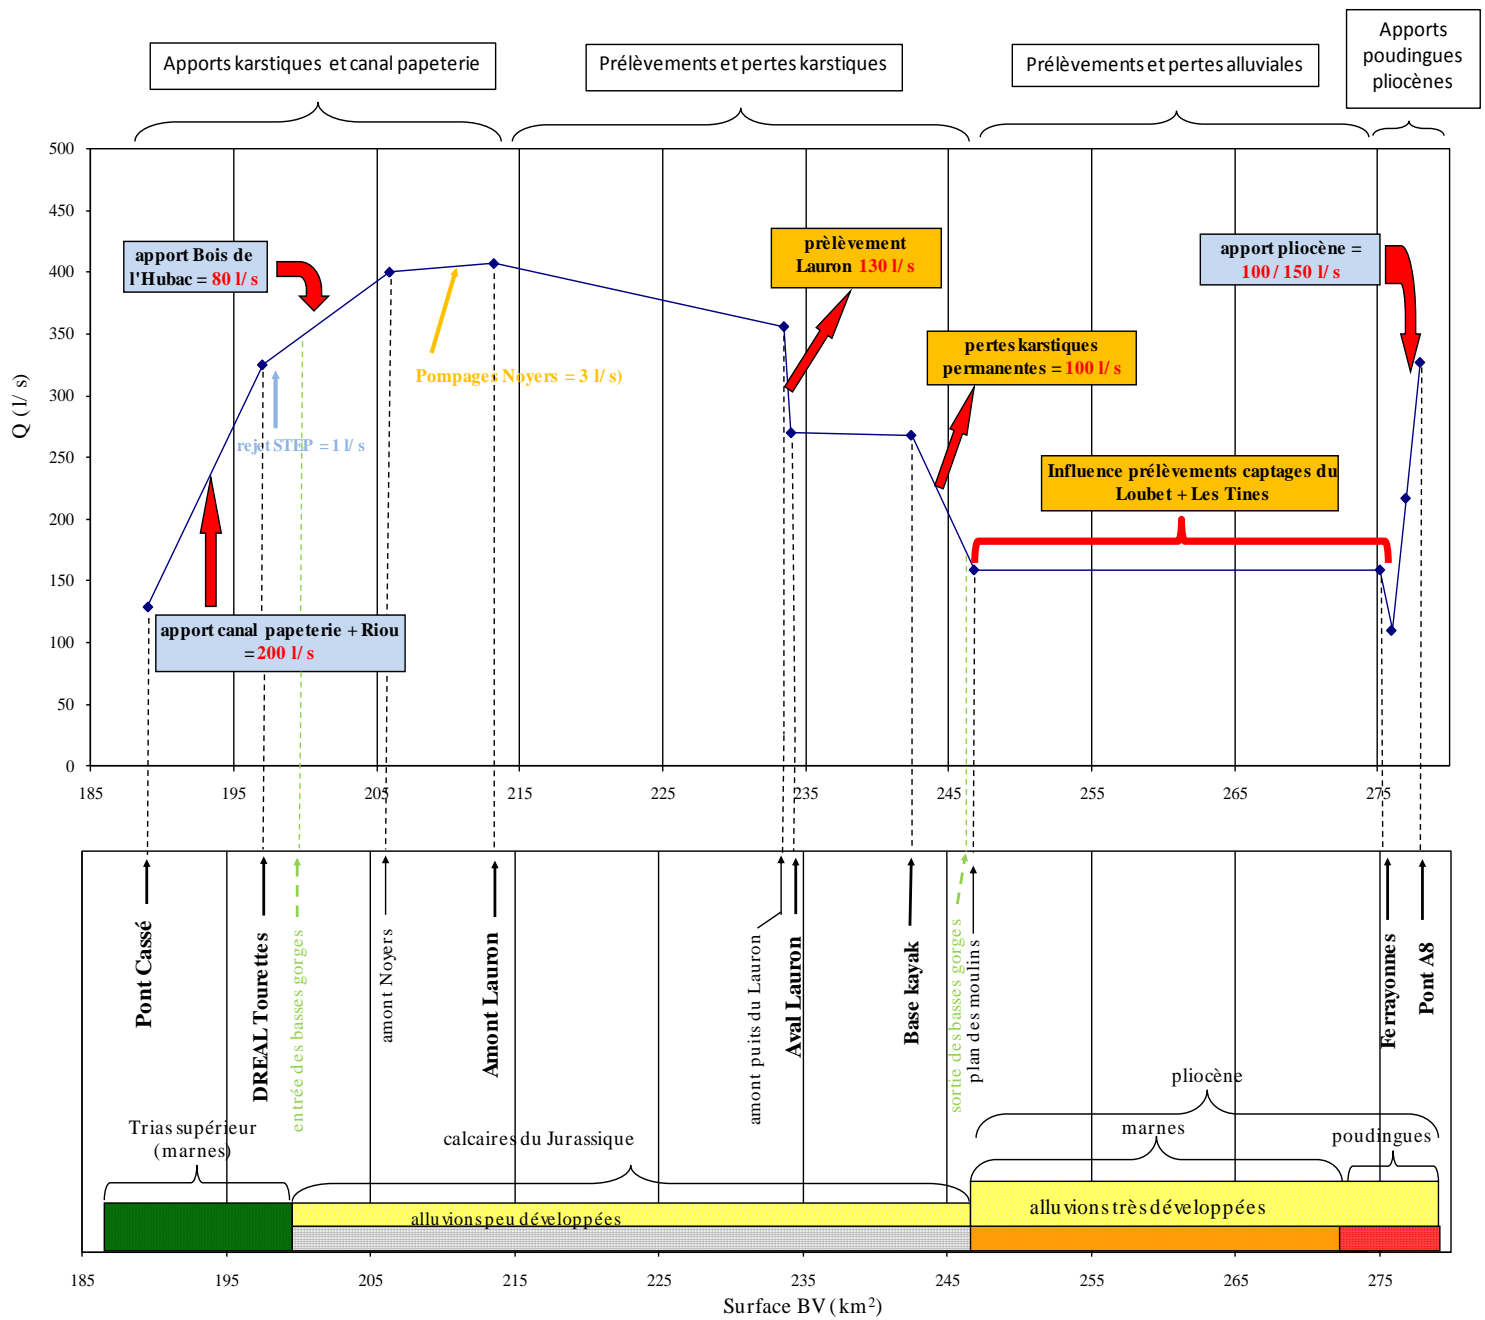 Apports karstiques et canal papeterie
Prélèvements et pertes karstiques
Prélèvements et pertes alluviales
Apports
poudingues
pliocènes
500
450
400
350
300
250
200
150
100
50
0
Q (l/s)
apport Bois de
l'Hubac = 80 l/s
rejet STEP = 1 l/s
apport canal papeterie + Riou
= 200 l/s
Pompages Noyers = 3 l/s)
prèlèvement
Lauron 130 l/s
pertes karstiques
permanentes = 100 l/s
Influence prélèvements captages du
Loubet + Les Tines
apport pliocène =
100 / 150 l/s
185 195 205 215 225 235 245 255 265 275
Pont Cassé
DREAL Tourettes
entrée des basses gorges
amont Noyers
Amont Lauron
amont puits du Lauron
Aval Lauron
Base kayak
sortie des basses gorges
plan des moulins
Ferrayonnes
Pont A8
Trias supérieur
(marnes)
calcaires du Jurassique
pliocène
marnes
poudingues
alluvions peu développées
alluvions très développées
185 195 205 215 225 235 245 255 265 275
Surface BV (km²)